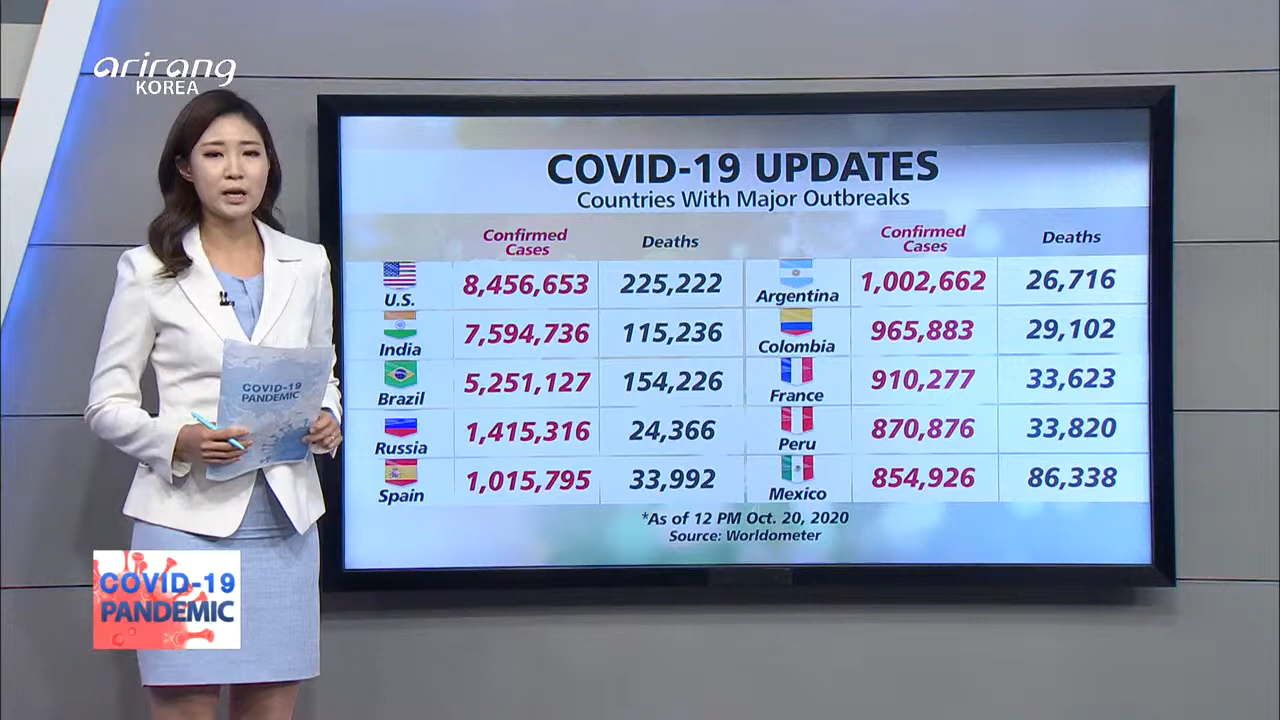 arirang
KOREA
COVID-19 UPDATES
Countries With Major Outbreaks
Confirmed Cases Deaths Confirmed Cases Deaths
U.S. 8,456,653 225,222 Argentina 1,002,662 26,716
India 7,594,736 115,236 Colombia 965,883 29,102
Brazil 5,251,127 154,226 France 910,277 33,623
Russia 1,415,316 24,366 Peru 870,876 33,820
Spain 1,015,795 33,992 Mexico 854,926 86,338
*As of 12 PM Oct. 20, 2020
Source: Worldometer
COVID-19
PANDEMIC
COVID-19
PANDEMIC